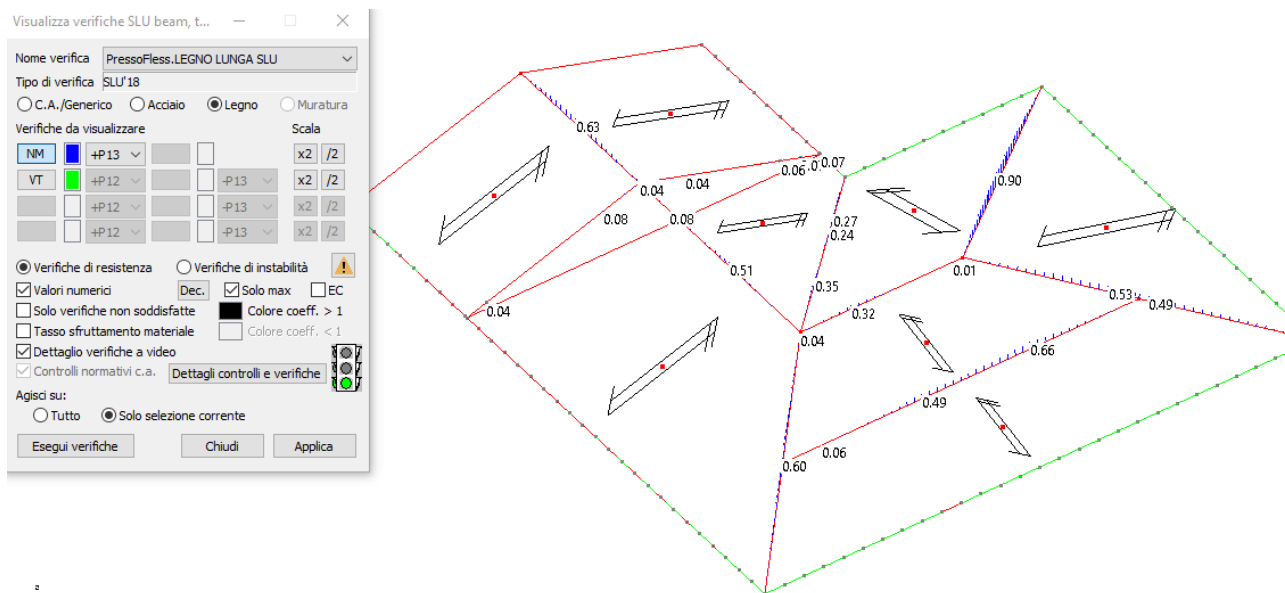 Visualizza verifiche SLU beam, t...
Nome verifica PressoFless.LEGNO LUNGA SLU
Tipo di verifica SLU'18
C.A./Generico Acciaio Legno Muratura
Verifiche da visualizzare Scala
NM +P13 x2 /2
VT +P12 -P13 x2 /2
+P12 -P13 x2 /2
+P12 -P13 x2 /2
Verifiche di resistenza Verifiche di instabilità
Valori numerici Dec. Solo max EC
Solo verifiche non soddisfatte Colore coeff. > 1
Tasso sfruttamento materiale Colore coeff. < 1
Dettaglio verifiche a video
Controlli normativi c.a. Dettagli controlli e verifiche
Agisci su:
Tutto Solo selezione corrente
Esegui verifiche Chiudi Applica
0.63
0.07
0.06
0.04 0.04
0.90
0.08 0.08
0.27
0.24
0.51
0.01
0.35
0.53
0.49
0.04
0.32
0.04
0.66
0.49
0.06
0.60